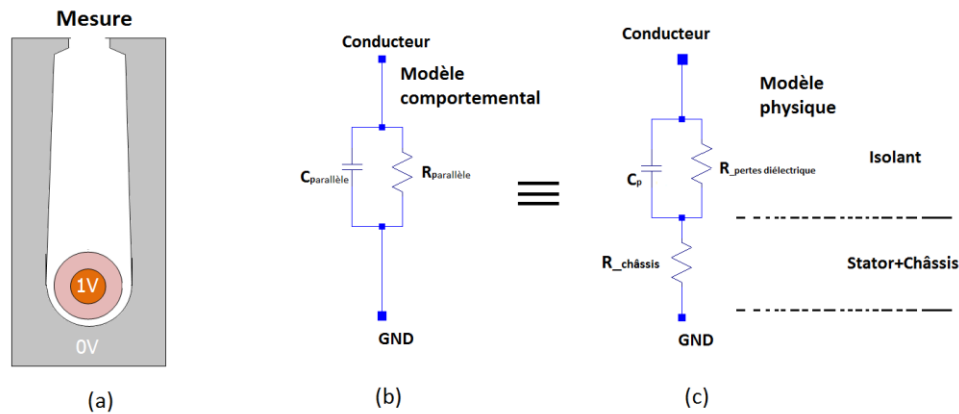 Mesure
1V
0V
(a)
Conducteur
Modèle
comportemental
Cparallèle
Rparallèle
GND
(b)
Conducteur
Modèle
physique
Cp
R_pertes diélectrique
Isolant
R_châssis
Stator+Châssis
GND
(c)